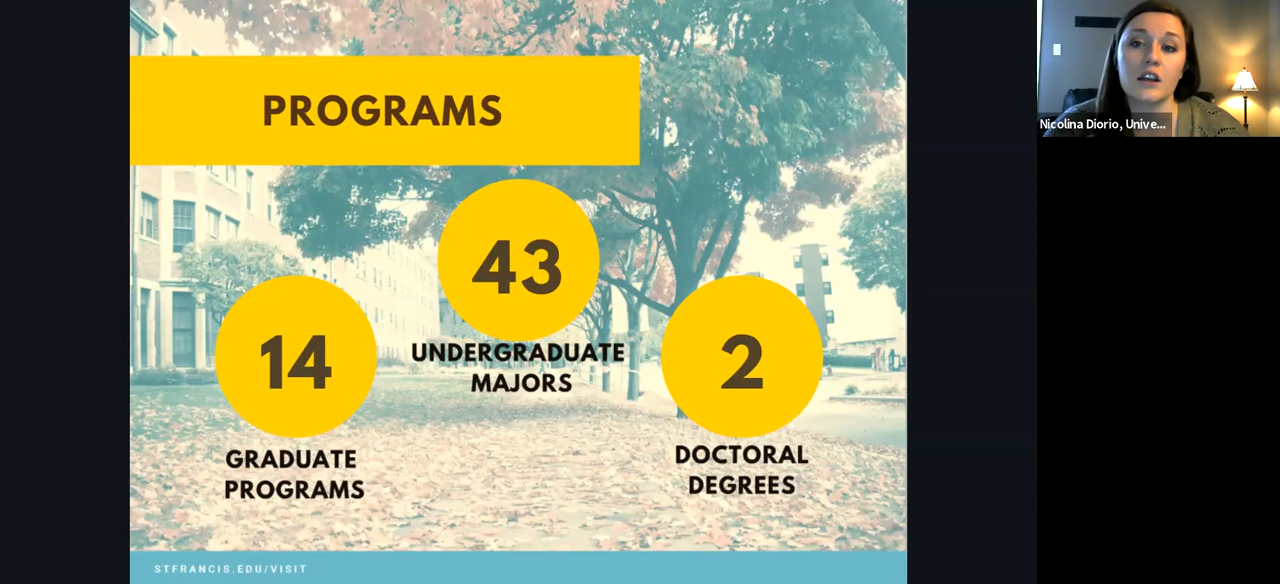 PROGRAMS
43
UNDERGRADUATE
MAJORS
14
GRADUATE
PROGRAMS
2
DOCTORAL
DEGREES
STFRANCIS.EDU/VISIT
Nicolina Diorio, Unive...